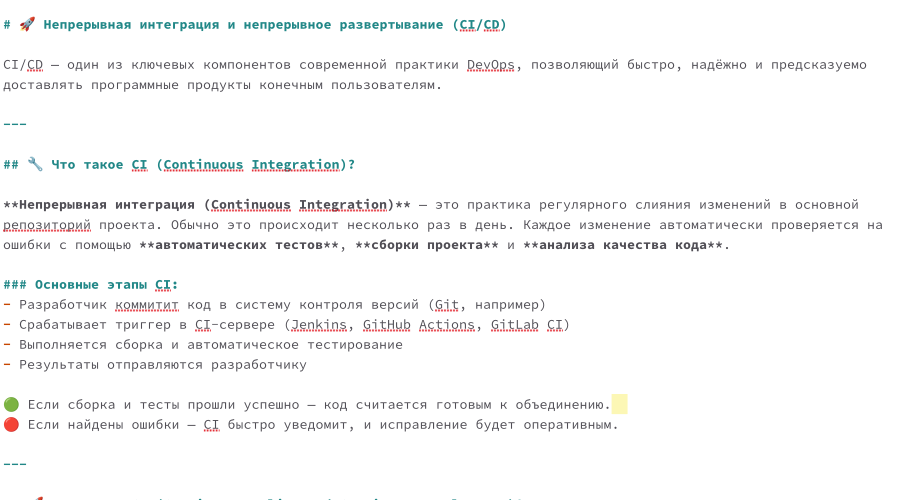 # 🚀 Непрерывная интеграция и непрерывное развертывание (CI/CD)
CI/CD — один из ключевых компонентов современной практики DevOps, позволяющий быстро, надёжно и предсказуемо
доставлять программные продукты конечным пользователям.
---
## 🔧 Что такое CI (Continuous Integration)?
**Непрерывная интеграция (Continuous Integration)** — это практика регулярного слияния изменений в основной
репозиторий проекта. Обычно это происходит несколько раз в день. Каждое изменение автоматически проверяется на
ошибки с помощью **автоматических тестов**, **сборки проекта** и **анализа качества кода**.
### Основные этапы CI:
- Разработчик коммитит код в систему контроля версий (Git, например)
- Срабатывает триггер в CI-сервере (Jenkins, GitHub Actions, GitLab CI)
- Выполняется сборка и автоматическое тестирование
- Результаты отправляются разработчику
🟢 Если сборка и тесты прошли успешно — код считается готовым к объединению.
🔴 Если найдены ошибки — CI быстро уведомит, и исправление будет оперативным.
---